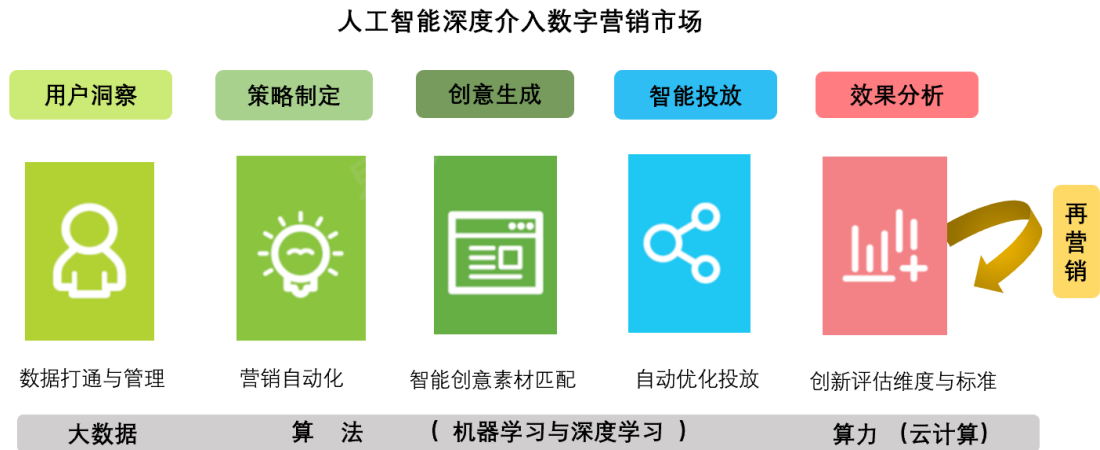 人工智能深度介入数字营销市场
用户洞察
策略制定
创意生成
智能投放
效果分析
再营销
数据打通与管理
营销自动化
智能创意素材匹配
自动优化投放
创新评估维度与标准
大数据
算 法 (机器学习与深度学习)
算力 (云计算)